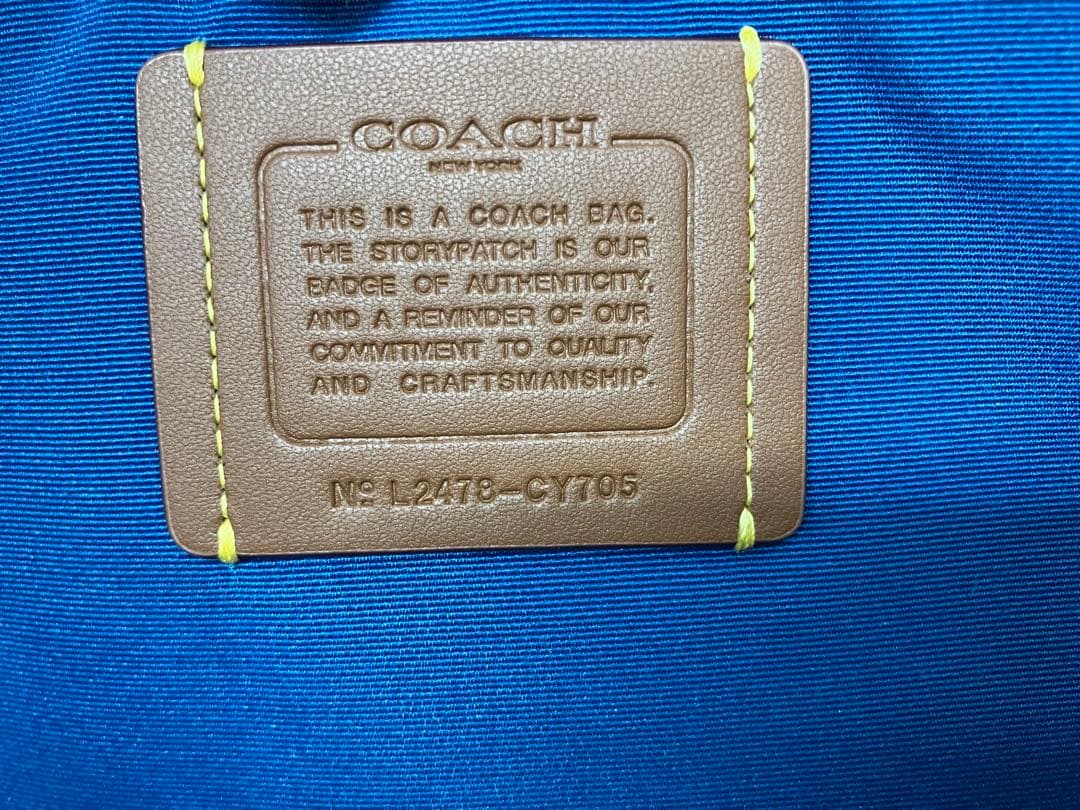 COACH
NEW YORK
THIS IS A COACH BAG.
THE STORYPATCH IS OUR
BADGE OF AUTHENTICITY,
AND A REMINDER OF OUR
COMMITMENT TO QUALITY
AND CRAFTSMANSHIP.
Nº L2478-CY705